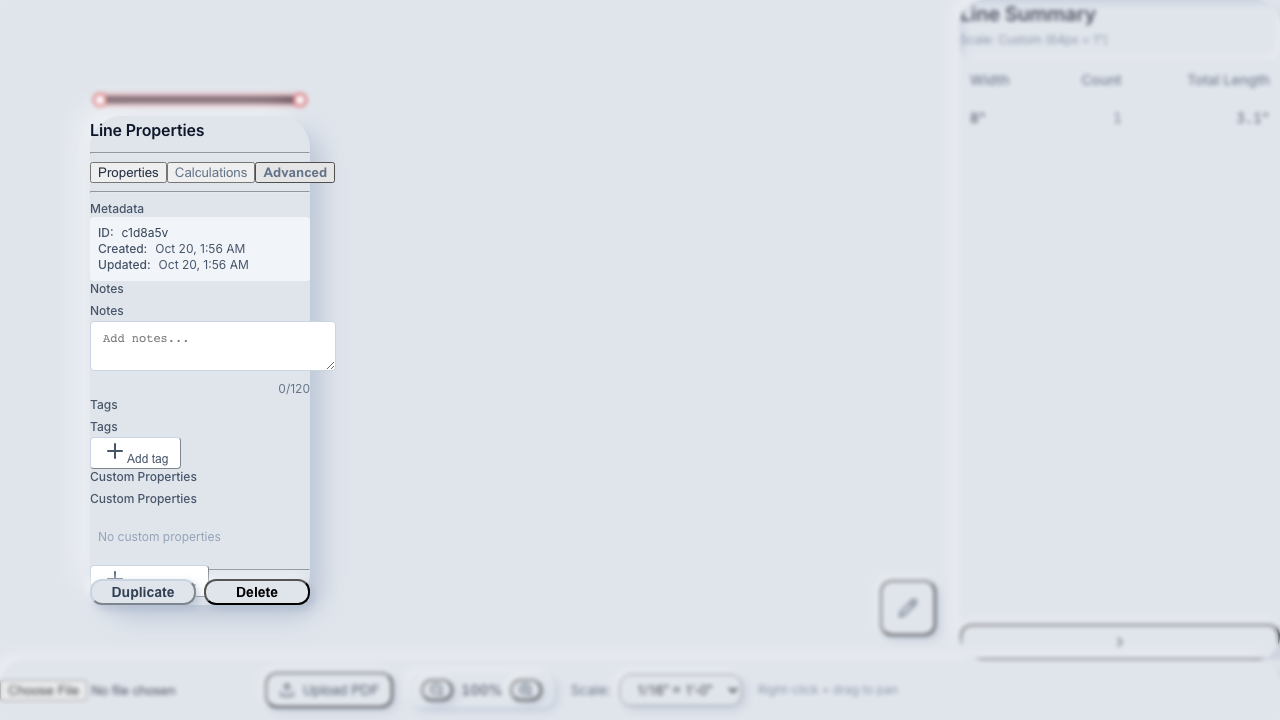 Line Summary
Scale: Custom (64px = 1")
Width Count Total Length
8" 1 3.1"
Line Properties
Properties Calculations Advanced
Metadata
ID: c1d8a5v
Created: Oct 20, 1:56 AM
Updated: Oct 20, 1:56 AM
Notes
Notes
Add notes...
0/120
Tags
Tags
Add tag
Custom Properties
Custom Properties
No custom properties
Duplicate Delete
Choose File No file chosen Upload PDF 100% Scale: 1/16" = 1'-0" Right-click + drag to pan